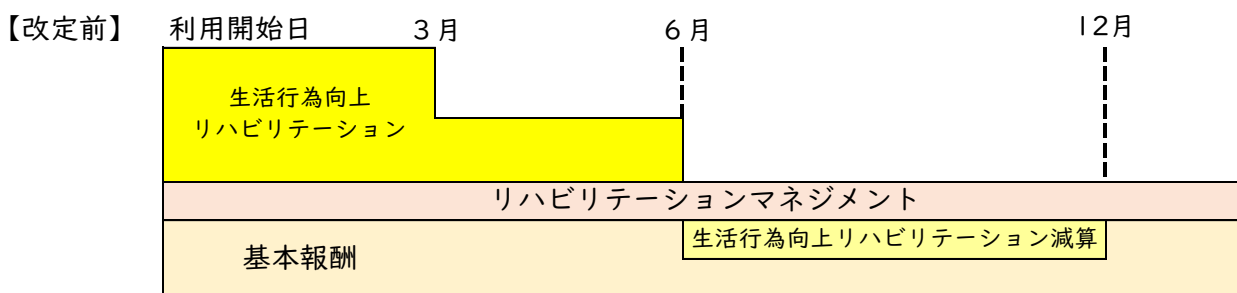 【改定前】 利用開始日 3月 6月 12月
生活行為向上
リハビリテーション
リハビリテーションマネジメント
生活行為向上リハビリテーション減算
基本報酬